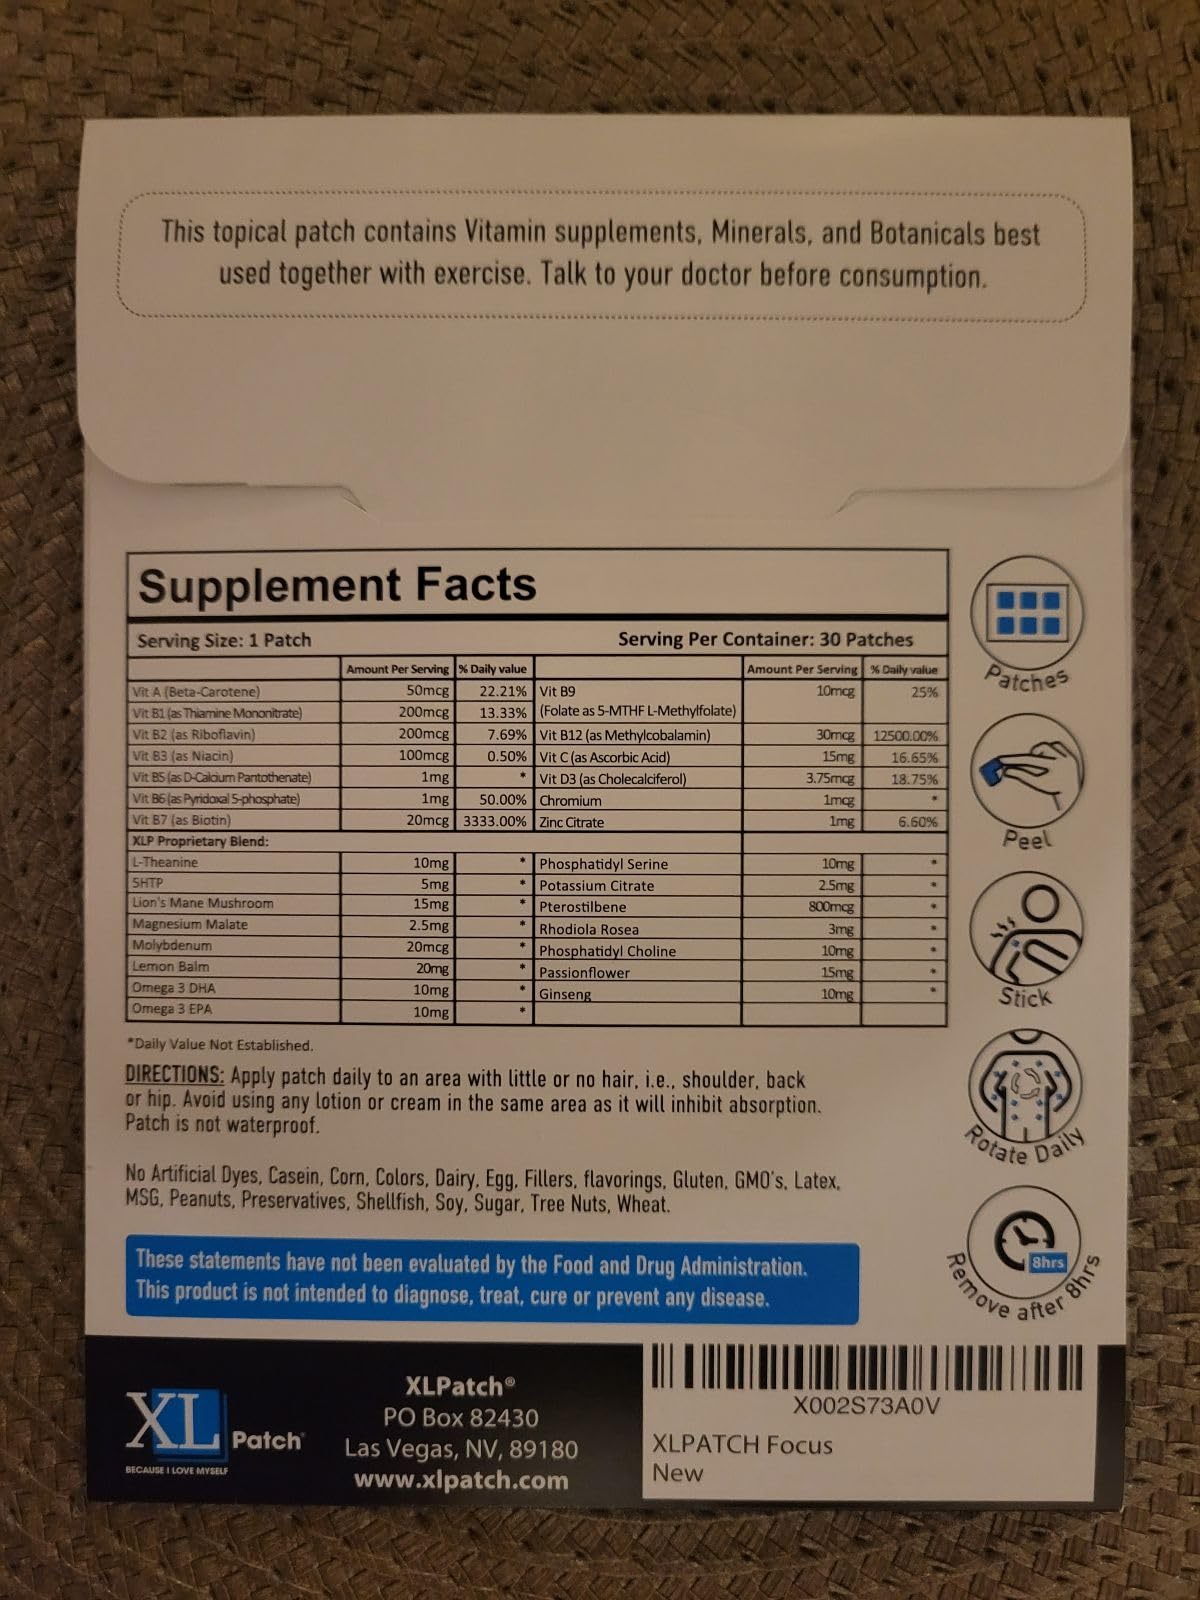 This topical patch contains Vitamin supplements, Minerals, and Botanicals best
used together with exercise. Talk to your doctor before consumption.
Supplement Facts
Serving Size: 1 Patch Serving Per Container: 30 Patches
Amount Per Serving % Daily value Amount Per Serving % Daily value
Vit A (Beta-Carotene) 50mcg 22.21% Vit B9 10mcg 25%
Vit B1 (as Thiamine Mononitrate) 200mcg 13.33% (Folate as 5-MTHF L-Methylfolate)
Vit B2 (as Riboflavin) 200mcg 7.69% Vit B12 (as Methylcobalamin) 30mcg 12500.00%
Vit B3 (as Niacin) 100mcg 0.50% Vit C (as Ascorbic Acid) 15mg 16.65%
Vit B5 (as D-Calcium Pantothenate) 1mg * Vit D3 (as Cholecalciferol) 3.75mcg 18.75%
Vit B6 (as Pyridoxal 5-phosphate) 1mg 50.00% Chromium 1mcg *
Vit B7 (as Biotin) 20mcg 3333.00% Zinc Citrate 1mg 6.60%
XLP Proprietary Blend:
L-Theanine 10mg * Phosphatidyl Serine 10mg *
5HTP 5mg * Potassium Citrate 2.5mg *
Lion's Mane Mushroom 15mg * Pterostilbene 800mcg *
Magnesium Malate 2.5mg * Rhodiola Rosea 3mg *
Molybdenum 20mcg * Phosphatidyl Choline 10mg *
Lemon Balm 20mg * Passionflower 15mg *
Omega 3 DHA 10mg * Ginseng 10mg *
Omega 3 EPA 10mg *
*Daily Value Not Established.
DIRECTIONS: Apply patch daily to an area with little or no hair, i.e., shoulder, back
or hip. Avoid using any lotion or cream in the same area as it will inhibit absorption.
Patch is not waterproof.
No Artificial Dyes, Casein, Corn, Colors, Dairy, Egg, Fillers, flavorings, Gluten, GMO's, Latex,
MSG, Peanuts, Preservatives, Shellfish, Soy, Sugar, Tree Nuts, Wheat.
These statements have not been evaluated by the Food and Drug Administration.
This product is not intended to diagnose, treat, cure or prevent any disease.
Patches
Peel
Stick
Rotate Daily
8hrs
Remove after 8hrs
XL Patch
BECAUSE I LOVE MYSELF
XLPatch®
PO Box 82430
Las Vegas, NV, 89180
www.xlpatch.com
X002S73A0V
XLPATCH Focus
New